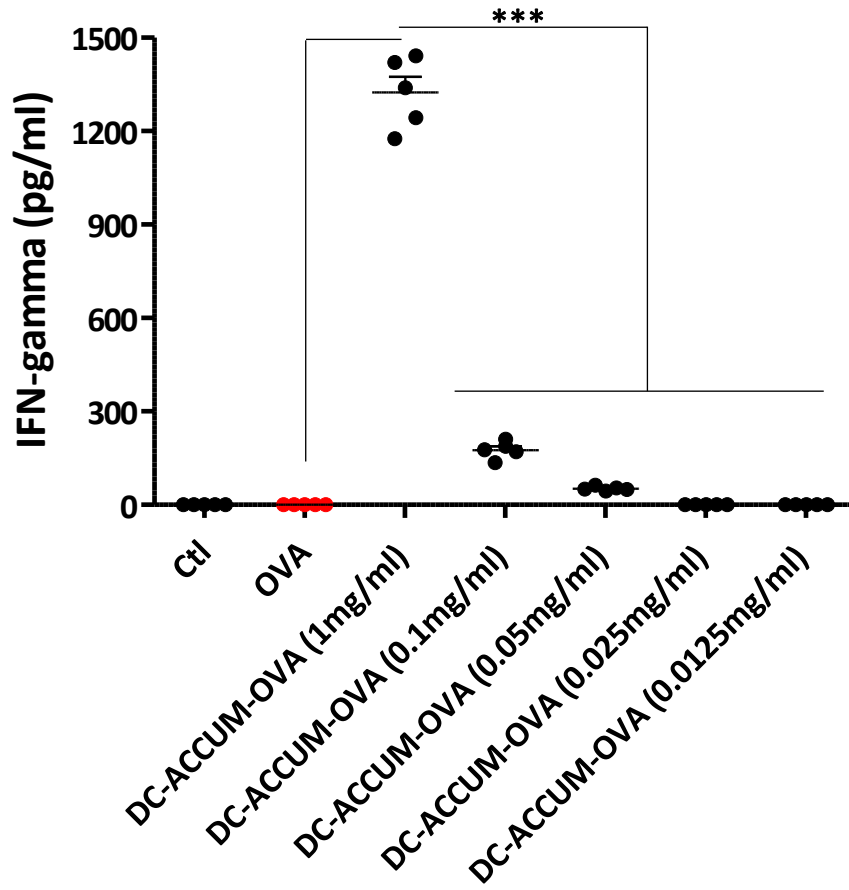 ***
IFN-gamma (pg/ml)
1500
1200
900
600
300
0
Ctl
OVA
DC-ACCUM-OVA (1mg/ml)
DC-ACCUM-OVA (0.1mg/ml)
DC-ACCUM-OVA (0.05mg/ml)
DC-ACCUM-OVA (0.025mg/ml)
DC-ACCUM-OVA (0.0125mg/ml)